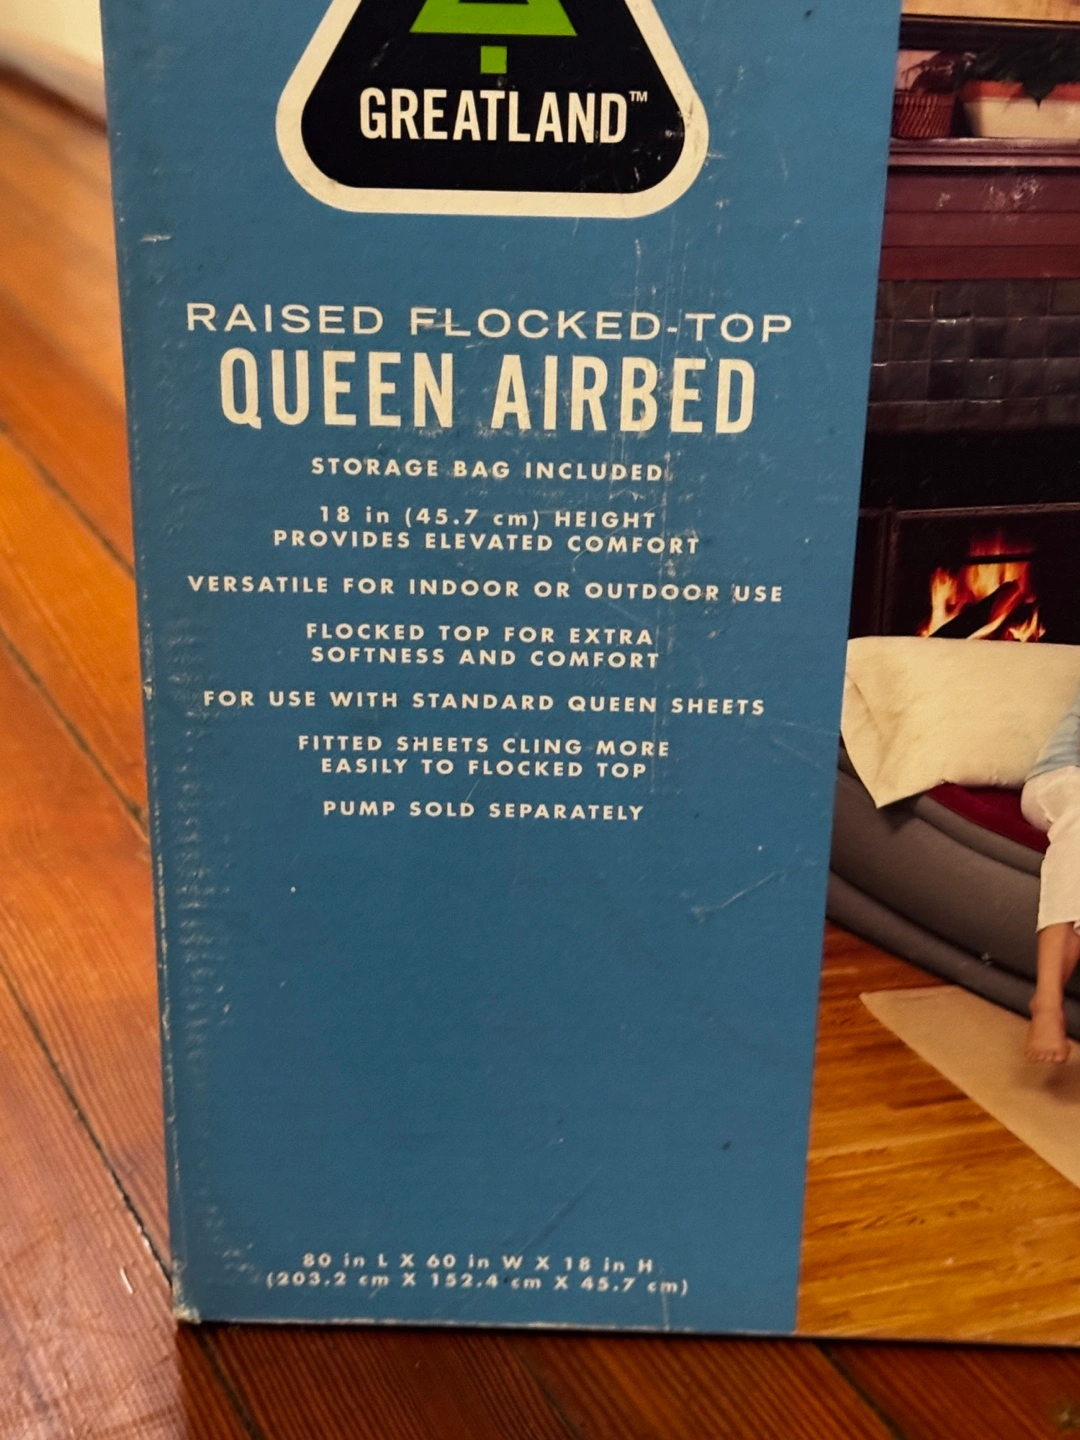 GREATLAND™
RAISED FLOCKED-TOP
QUEEN AIRBED
STORAGE BAG INCLUDED
18 in (45.7 cm) HEIGHT
PROVIDES ELEVATED COMFORT
VERSATILE FOR INDOOR OR OUTDOOR USE
FLOCKED TOP FOR EXTRA
SOFTNESS AND COMFORT
FOR USE WITH STANDARD QUEEN SHEETS
FITTED SHEETS CLING MORE
EASILY TO FLOCKED TOP
PUMP SOLD SEPARATELY
80 in L X 60 in W X 18 in H
(203.2 cm X 152.4 cm X 45.7 cm)